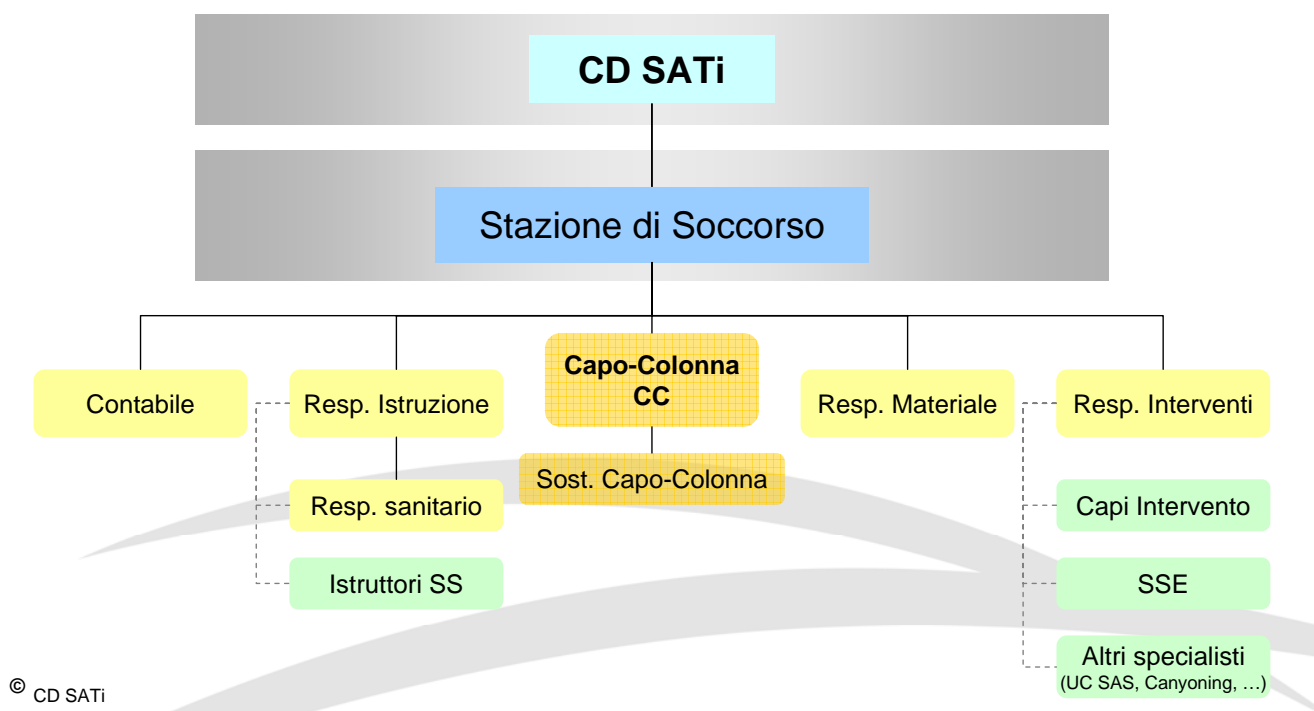 CD SATi
Stazione di Soccorso
Capo-Colonna
CC
Contabile
Resp. Istruzione
Resp. Materiale
Resp. Interventi
Sost. Capo-Colonna
Resp. sanitario
Capi Intervento
Istruttori SS
SSE
Altri specialisti
(UC SAS, Canyoning, …)
© CD SATi